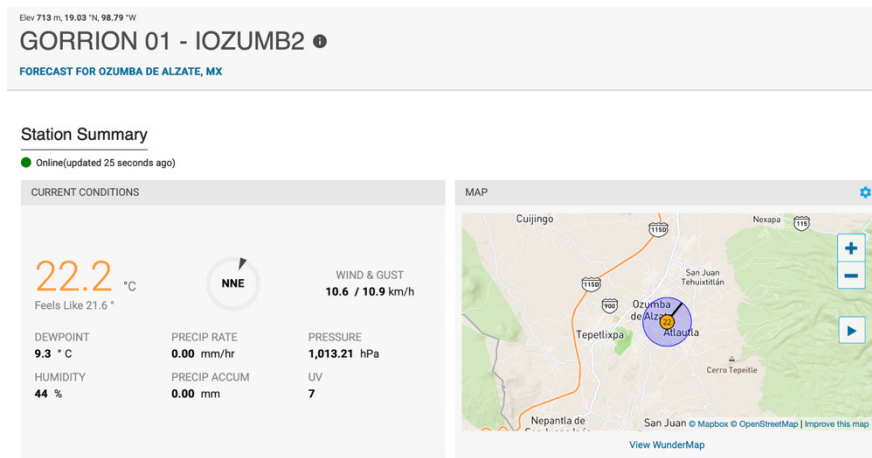 Elev 713 m, 19.03 °N, 98.79 °W
GORRION 01 - IOZUMB2
FORECAST FOR OZUMBA DE ALZATE, MX
Station Summary
Online(updated 25 seconds ago)
CURRENT CONDITIONS
22.2 °C
Feels Like 21.6 °
NNE
WIND & GUST
10.6 / 10.9 km/h
DEWPOINT
9.3 ° C
PRECIP RATE
0.00 mm/hr
PRESSURE
1,013.21 hPa
HUMIDITY
44 %
PRECIP ACCUM
0.00 mm
UV
7
MAP
Cuijingo
1150
Nexapa
115
San Juan
Tehuixtitlán
1150
900
Ozumba
de Alza
22
Atlautla
Tepetlixpa
Cerro Tepeitle
Nepantla de
San Juan
© Mapbox © OpenStreetMap | Improve this map
+
−
View WunderMap